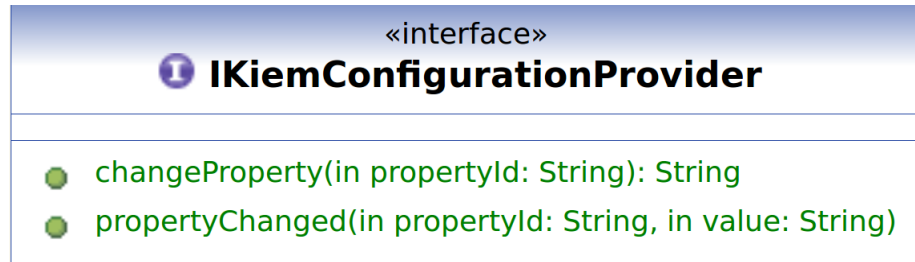 «interface»
IKiemConfigurationProvider
changeProperty(in propertyId: String): String
propertyChanged(in propertyId: String, in value: String)